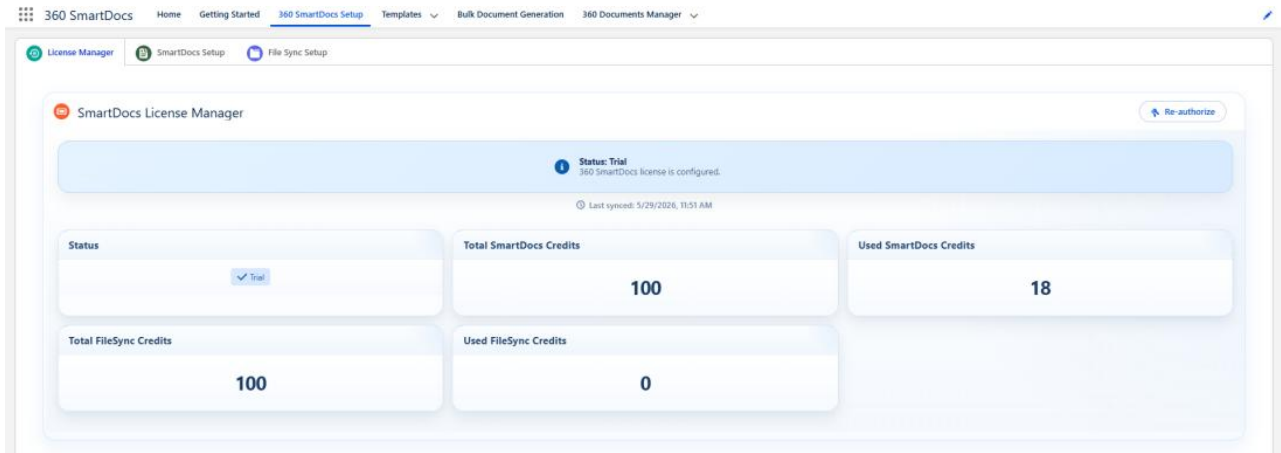 360 SmartDocs Home Getting Started 360 SmartDocs Setup Templates Bulk Document Generation 360 Documents Manager
License Manager SmartDocs Setup File Sync Setup
SmartDocs License Manager Re-authorize
Status: Trial
360 SmartDocs license is configured.
Last synced: 5/29/2026, 11:51 AM
Status Total SmartDocs Credits Used SmartDocs Credits
Trial 100 18
Total FileSync Credits Used FileSync Credits
100 0